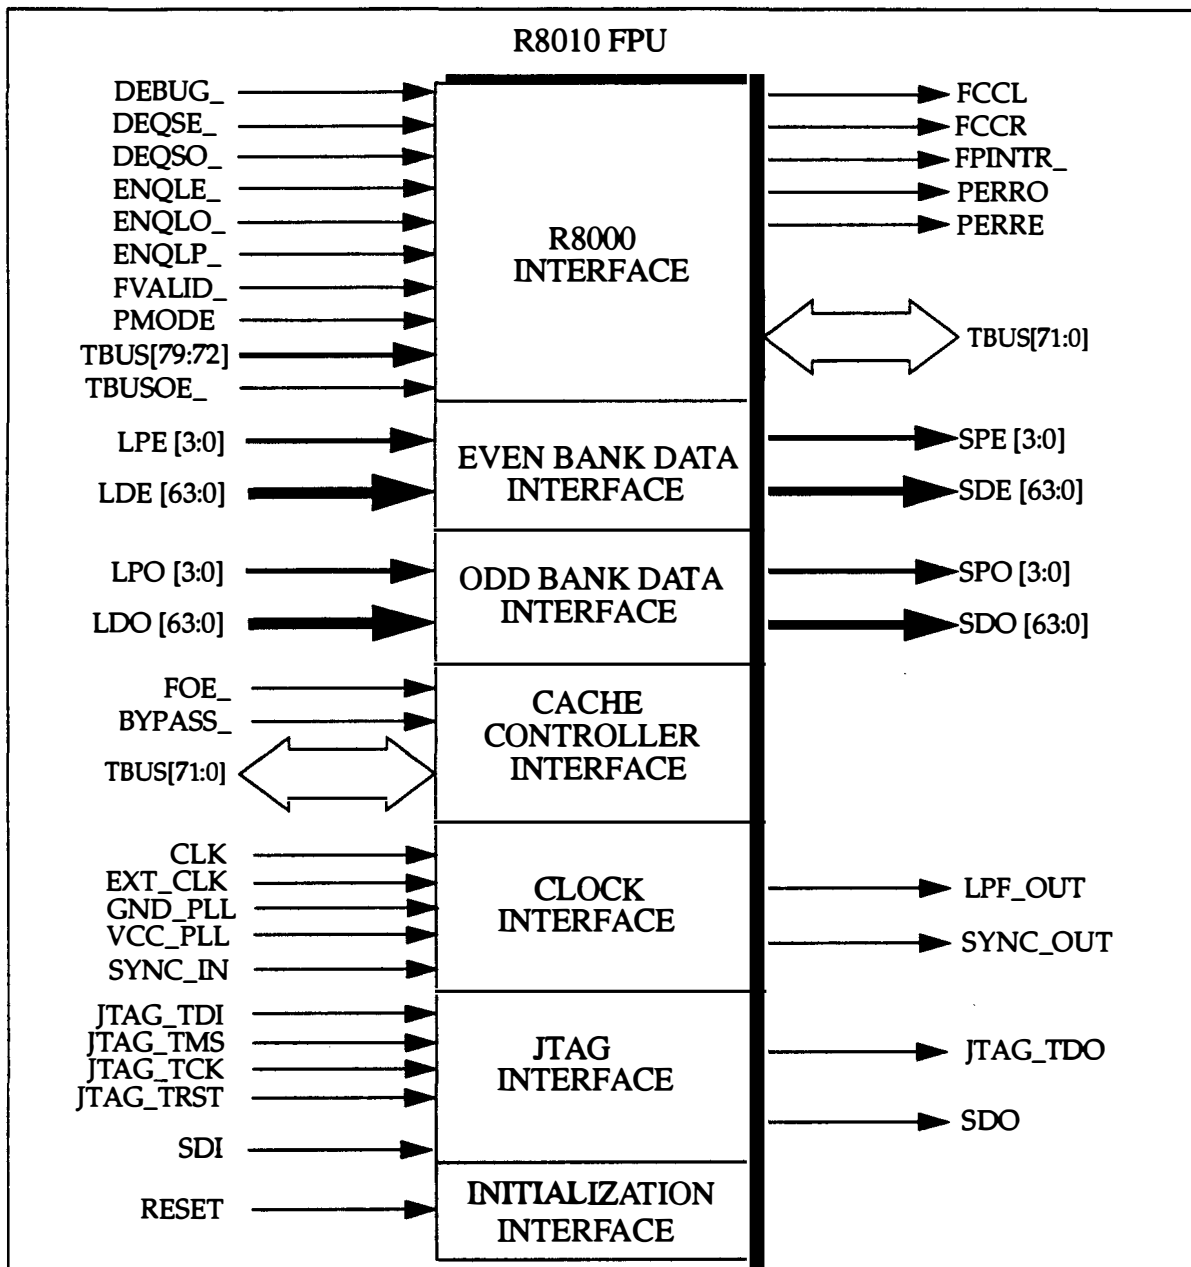 R8010 FPU
DEBUG_
DEQSE_
DEQSO_
ENQLE_
ENQLO_
ENQLP_
FVALID_
PMODE
TBUS[79:72]
TBUSOE_
R8000
INTERFACE
FCCL
FCCR
FPINTR_
PERRO
PERRE
TBUS[71:0]
LPE [3:0]
LDE [63:0]
EVEN BANK DATA
INTERFACE
SPE [3:0]
SDE [63:0]
LPO [3:0]
LDO [63:0]
ODD BANK DATA
INTERFACE
SPO [3:0]
SDO [63:0]
FOE_
BYPASS_
TBUS[71:0]
CACHE
CONTROLLER
INTERFACE
CLK
EXT_CLK
GND_PLL
VCC_PLL
SYNC_IN
CLOCK
INTERFACE
LPF_OUT
SYNC_OUT
JTAG_TDI
JTAG_TMS
JTAG_TCK
JTAG_TRST
SDI
JTAG
INTERFACE
JTAG_TDO
SDO
RESET
INITIALIZATION
INTERFACE